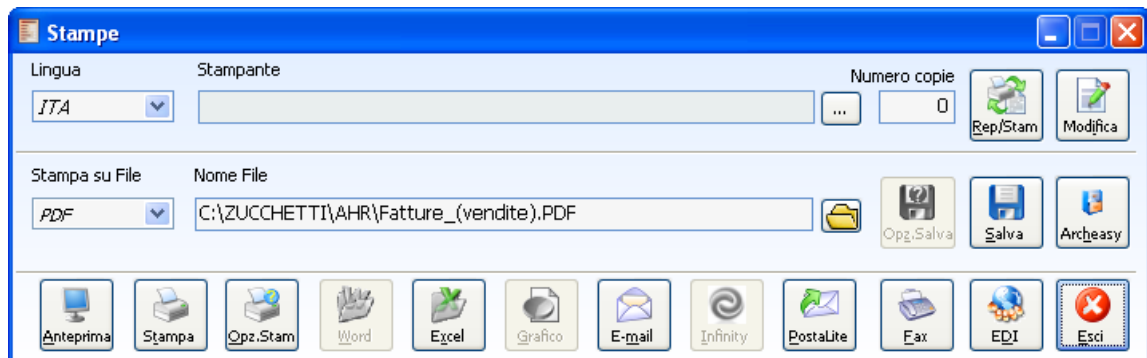 Stampe
Lingua Stampante Numero copie
ITA ... 0 Rep/Stam Modifica
Stampa su File Nome File
PDF C:\ZUCCHETTI\AHR\Fatture_(vendite).PDF Opz.Salva Salva Archeasy
Anteprima Stampa Opz.Stam Word Excel Grafico E-mail Infinity PostaLite Fax EDI Esci